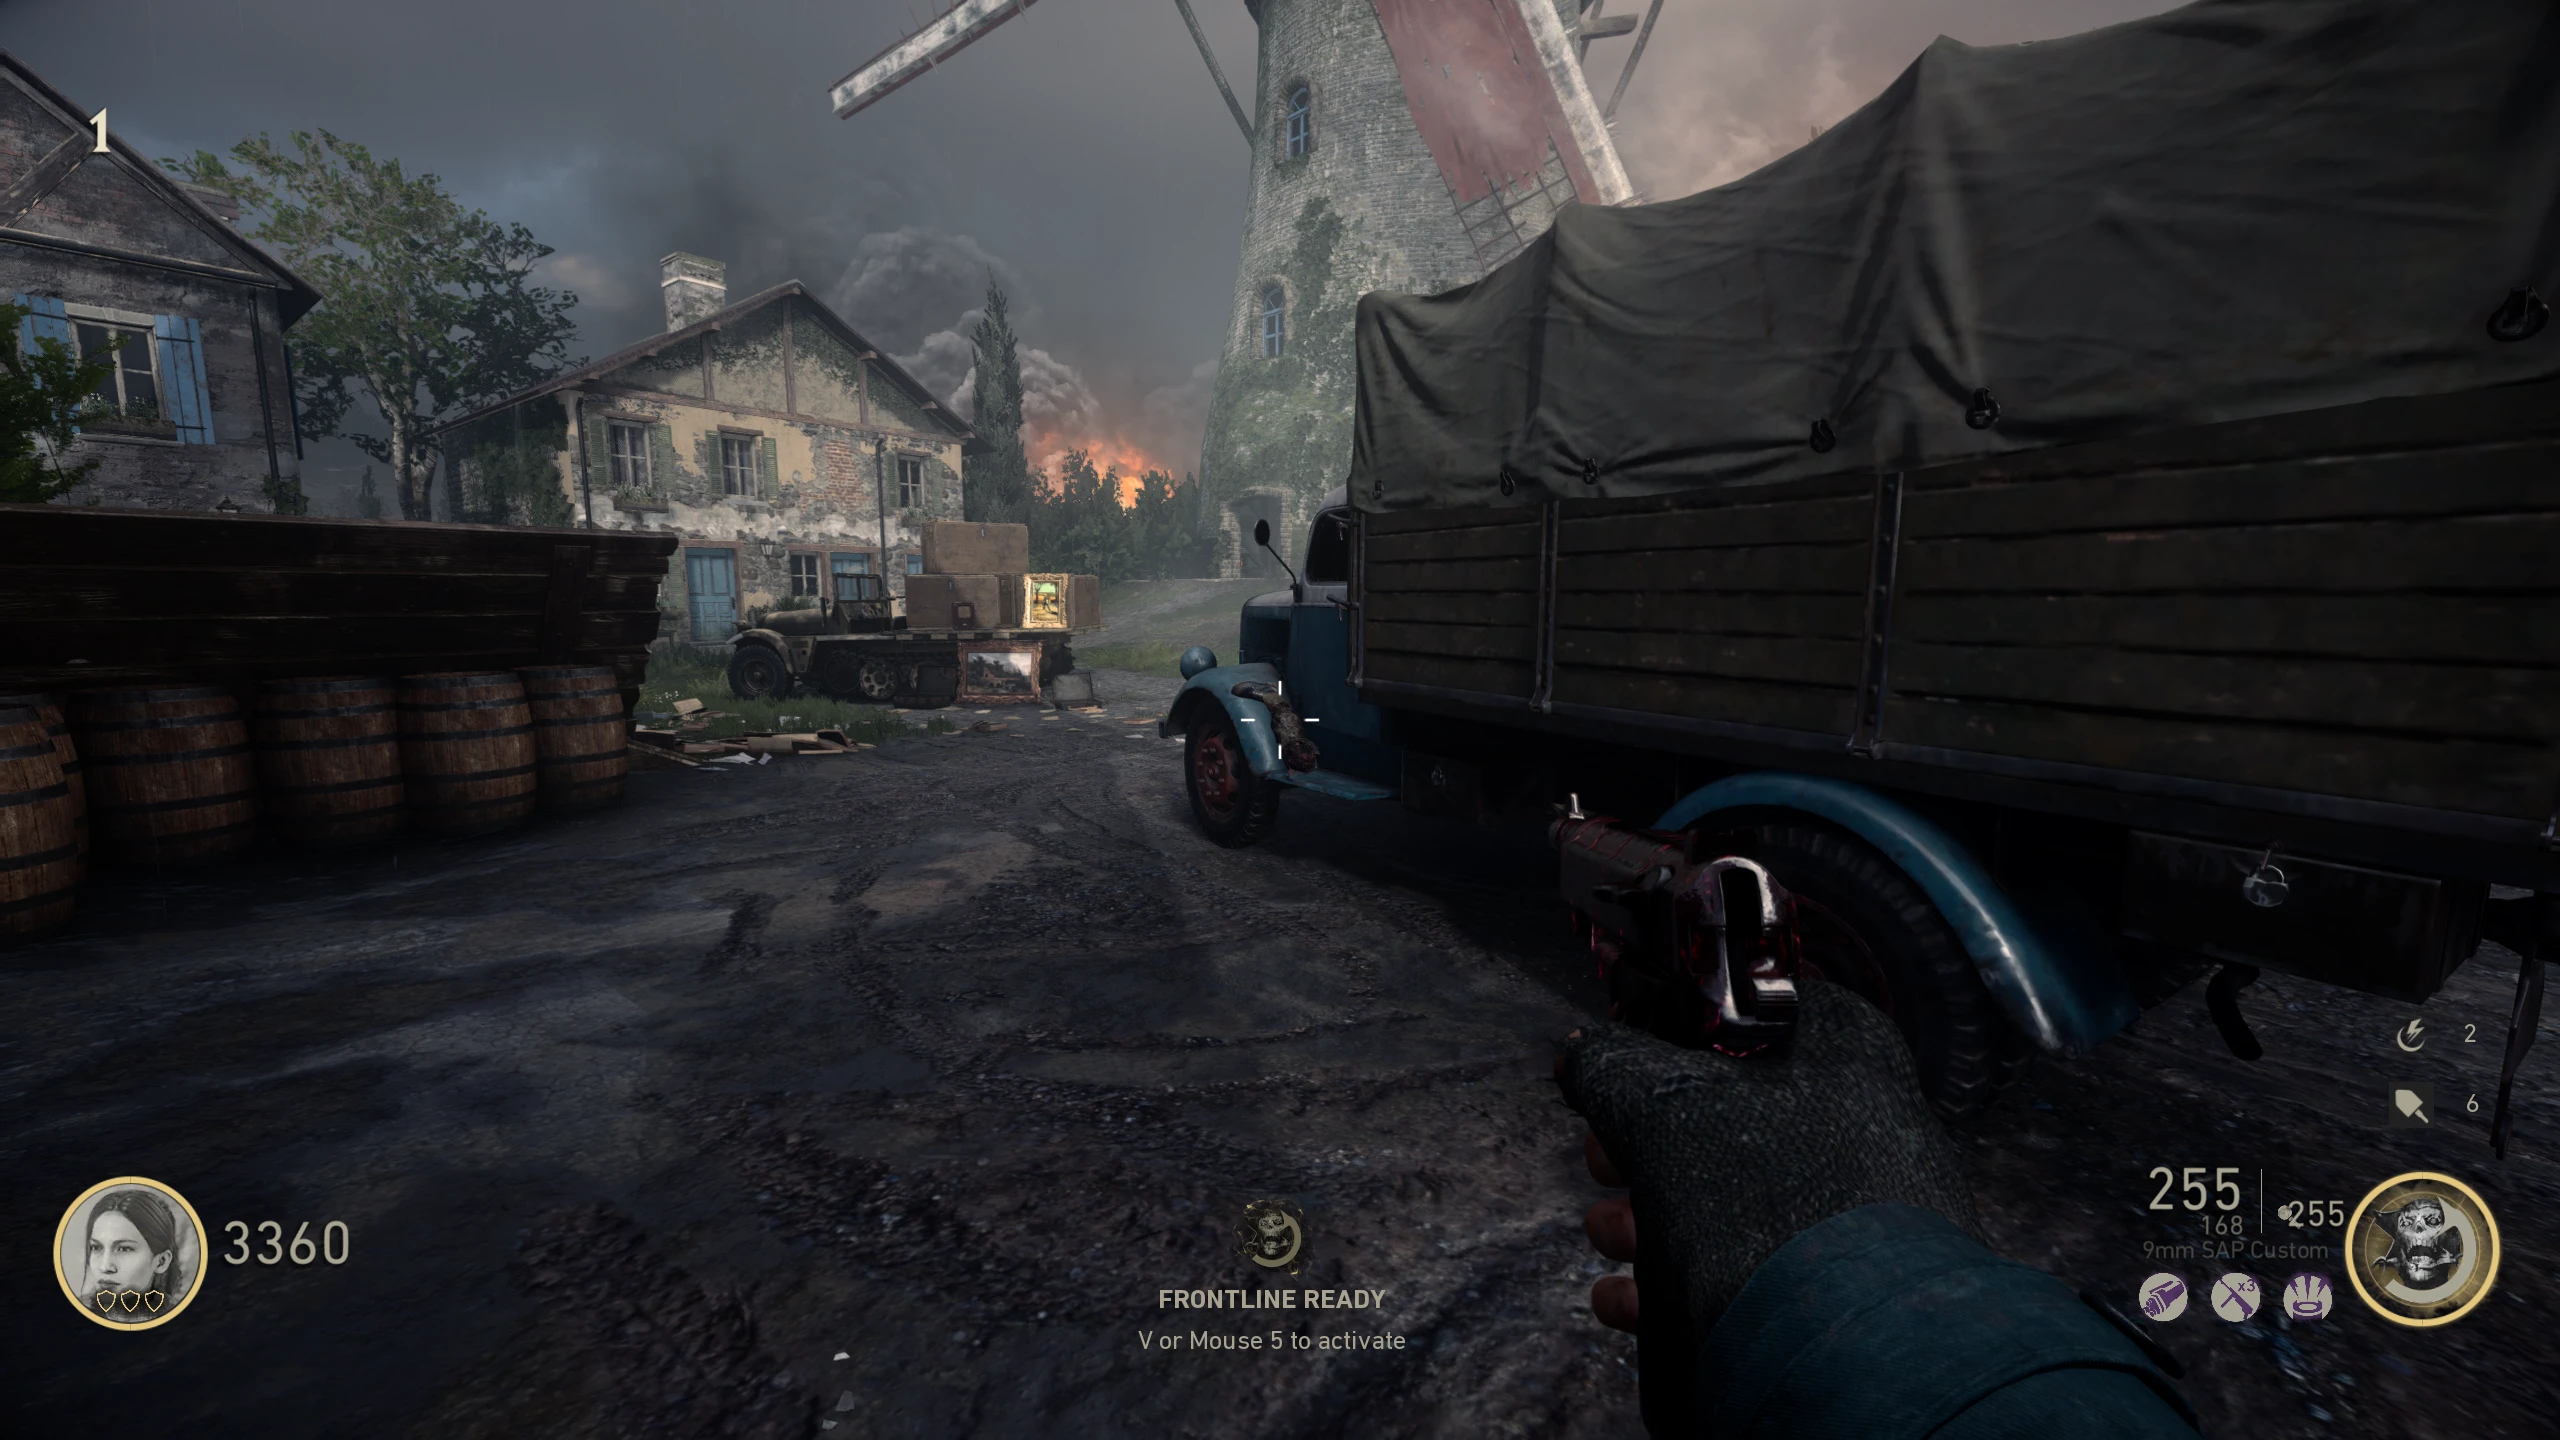 1
2
6
255
168
255
9mm SAP Custom
x3
3360
FRONTLINE READY
V or Mouse 5 to activate